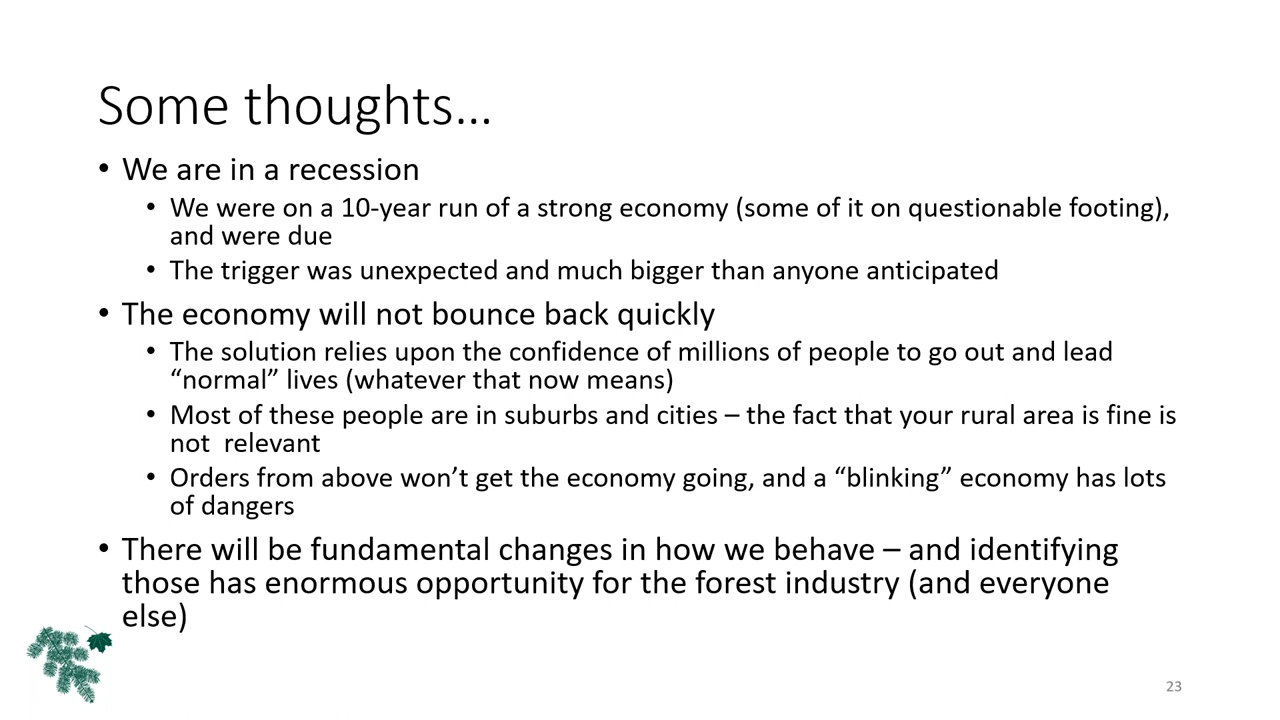 Some thoughts…
• We are in a recession
• We were on a 10-year run of a strong economy (some of it on questionable footing),
and were due
• The trigger was unexpected and much bigger than anyone anticipated
• The economy will not bounce back quickly
• The solution relies upon the confidence of millions of people to go out and lead
“normal” lives (whatever that now means)
• Most of these people are in suburbs and cities – the fact that your rural area is fine is
not  relevant
• Orders from above won’t get the economy going, and a “blinking” economy has lots
of dangers
• There will be fundamental changes in how we behave – and identifying
those has enormous opportunity for the forest industry (and everyone
else)
23